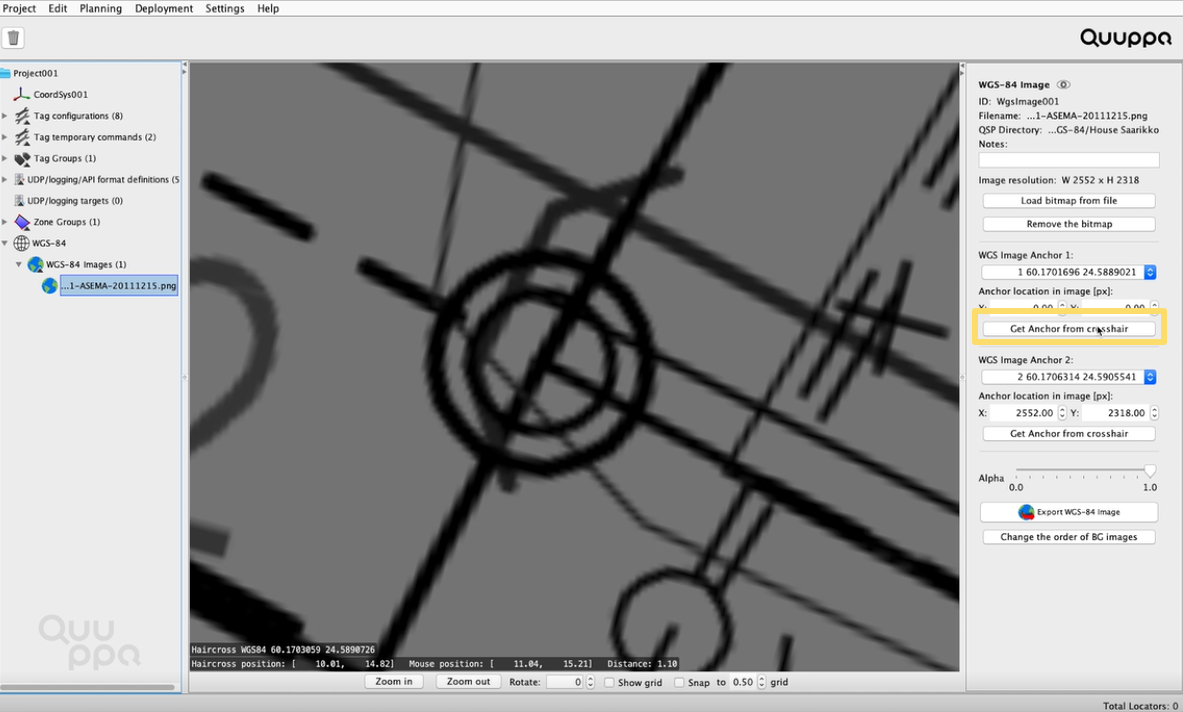 Project Edit Planning Deployment Settings Help
Quuppa
Project001
CoordSys001
Tag configurations (8)
Tag temporary commands (2)
Tag Groups (1)
UDP/logging/API format definitions (5
UDP/logging targets (0)
Zone Groups (1)
WGS-84
WGS-84 Images (1)
...1-ASEMA-20111215.png
Quu
ppa
Haircross WGS84 60.1703059 24.5890726
Haircross position: [ 10.01, 14.82] Mouse position: [ 11.04, 15.21] Distance: 1.10
Zoom in Zoom out Rotate: 0 Show grid Snap to 0.50 grid
WGS-84 Image
ID: WgsImage001
Filename: ...1-ASEMA-20111215.png
QSP Directory: ...GS-84/House Saarikko
Notes:
Image resolution: W 2552 x H 2318
Load bitmap from file
Remove the bitmap
WGS Image Anchor 1:
1 60.1701696 24.5889021
Anchor location in image [px]:
X: 0.00 Y: 0.00
Get Anchor from crosshair
WGS Image Anchor 2:
2 60.1706314 24.5905541
Anchor location in image [px]:
X: 2552.00 Y: 2318.00
Get Anchor from crosshair
Alpha
0.0 1.0
Export WGS-84 Image
Change the order of BG images
Total Locators: 0